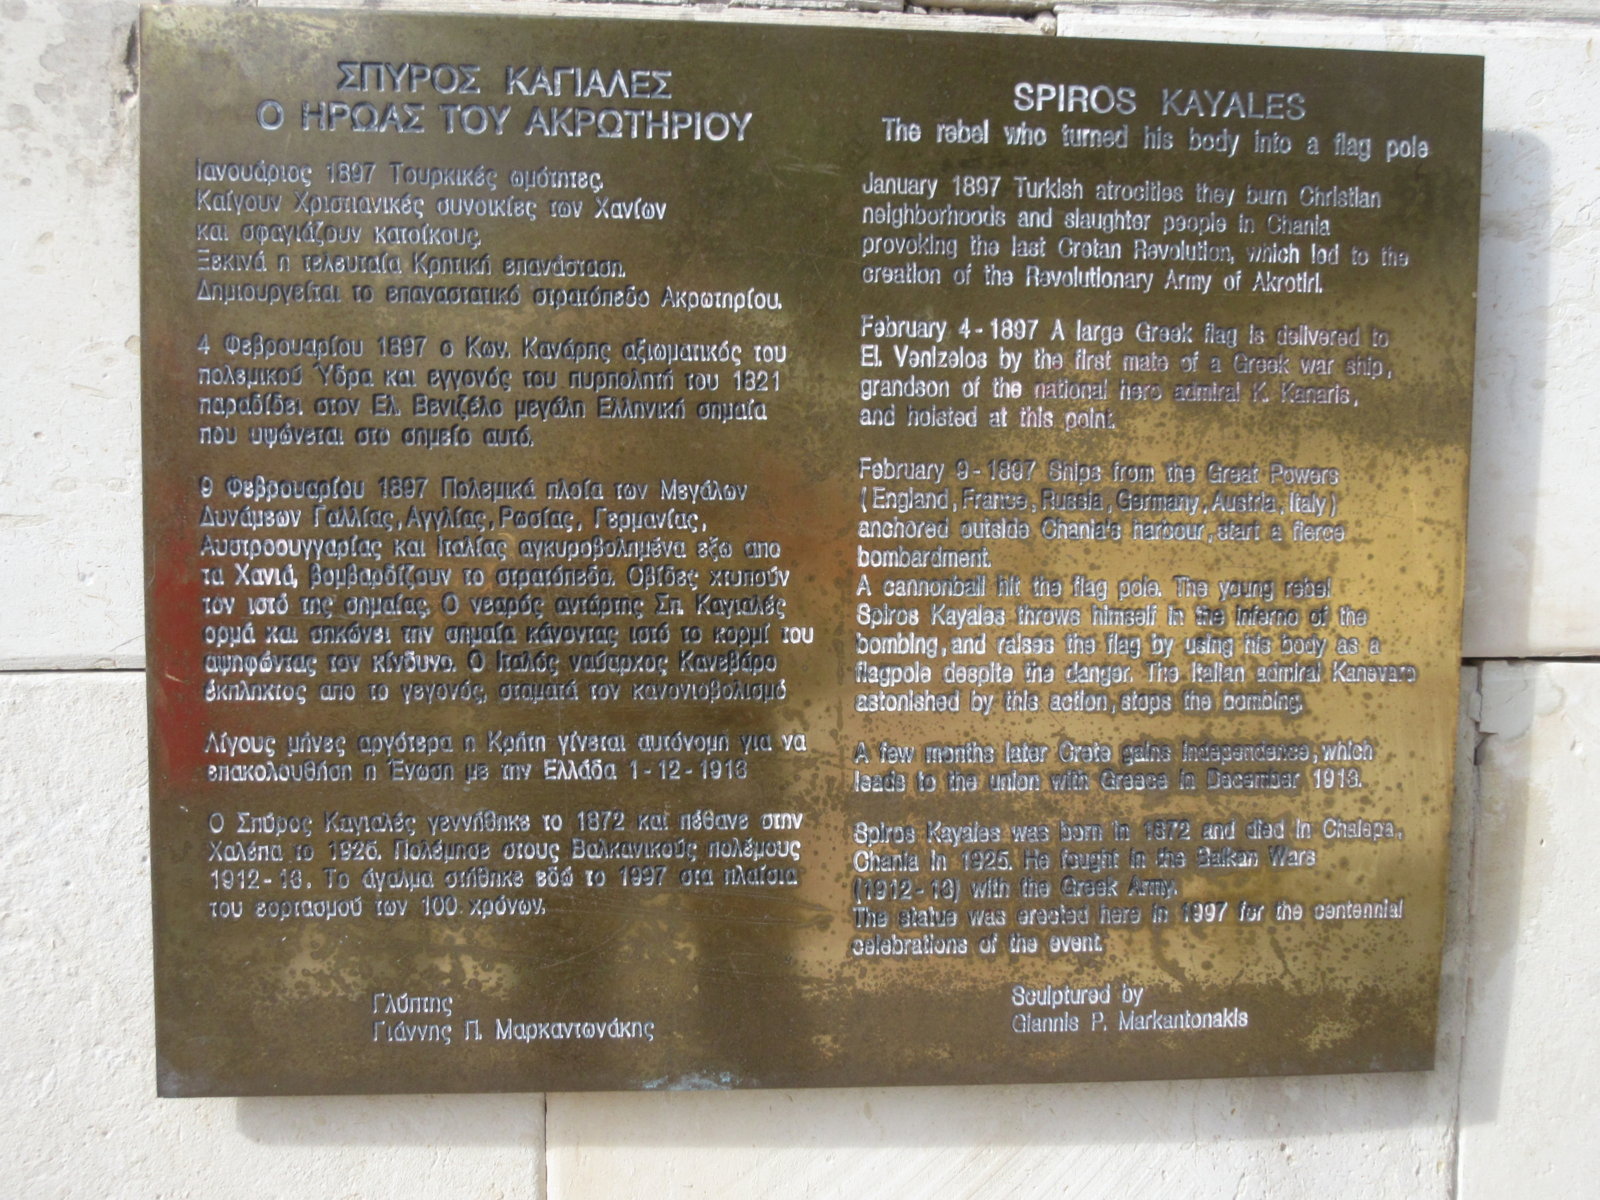 ΣΠΥΡΟΣ ΚΑΓΙΑΛΕΣ
Ο ΗΡΩΑΣ ΤΟΥ ΑΚΡΩΤΗΡΙΟΥ
Ιανουάριος 1897 Τουρκικές ωμότητες.
Καίγουν Χριστιανικές συνοικίες των Χανίων
και σφαγιάζουν κατοίκους.
Ξεκινά η τελευταία Κρητική επανάσταση.
Δημιουργείται το επαναστατικό στρατόπεδο Ακρωτηρίου.
4 Φεβρουαρίου 1897 ο Κων. Κανάρης αξιωματικός του
πολεμικού Ύδρα και εγγονός του πυρπολητή του 1821
παραδίδει στον Ελ. Βενιζέλο μεγάλη Ελληνική σημαία
που υψώνεται στο σημείο αυτό.
9 Φεβρουαρίου 1897 Πολεμικά πλοία των Μεγάλων
Δυνάμεων Γαλλίας, Αγγλίας, Ρωσίας, Γερμανίας,
Αυστροουγγαρίας και Ιταλίας αγκυροβολημένα εξω απο
τα Χανιά, βομβαρδίζουν το στρατόπεδο. Οβίδες χτυπούν
τον ιστό της σημαίας. Ο νεαρός αντάρτης Σπ. Καγιαλές
ορμά και σηκώνει την σημαία κάνοντας ιστό το κορμί του
αψηφώντας τον κίνδυνο. Ο Ιταλός ναύαρχος Κανεβάρο
έκπληκτος απο το γεγονός, σταματά τον κανονιοβολισμό
Λίγους μήνες αργότερα η Κρήτη γίνεται αυτόνομη για να
επακολουθήση η Ένωση με την Ελλάδα 1-12-1913
Ο Σπύρος Καγιαλές γεννήθηκε το 1872 και πέθανε στην
Χαλέπα το 1925. Πολέμησε στους Βαλκανικούς πολέμους
1912-13. Το άγαλμα στήθηκε εδώ το 1997 στα πλαίσια
του εορτασμού των 100 χρόνων.
Γλύπτης
Γιάννης Π. Μαρκαντωνάκης
SPIROS KAYALES
The rebel who turned his body into a flag pole
January 1897 Turkish atrocities they burn Christian
neighborhoods and slaughter people in Chania
provoking the last Cretan Revolution, which led to the
creation of the Revolutionary Army of Akrotiri.
February 4-1897 A large Greek flag is delivered to
El. Venizelos by the first mate of a Greek war ship,
grandson of the national hero admiral K. Kanaris,
and hoisted at this point.
February 9-1897 Ships from the Great Powers
(England, France, Russia, Germany, Austria, Italy)
anchored outside Chania's harbour, start a fierce
bombardment.
A cannonball hit the flag pole. The young rebel
Spiros Kayales throws himself in the inferno of the
bombing, and raises the flag by using his body as a
flagpole despite the danger. The Italian admiral Kanevaro
astonished by this action, stops the bombing.
A few months later Crete gains independence, which
leads to the union with Greece in December 1913.
Spiros Kayales was born in 1872 and died in Chalepa,
Chania in 1925. He fought in the Balkan Wars
(1912-13) with the Greek Army.
The statue was erected here in 1997 for the centennial
celebrations of the event.
Sculptured by
Giannis P. Markantonakis